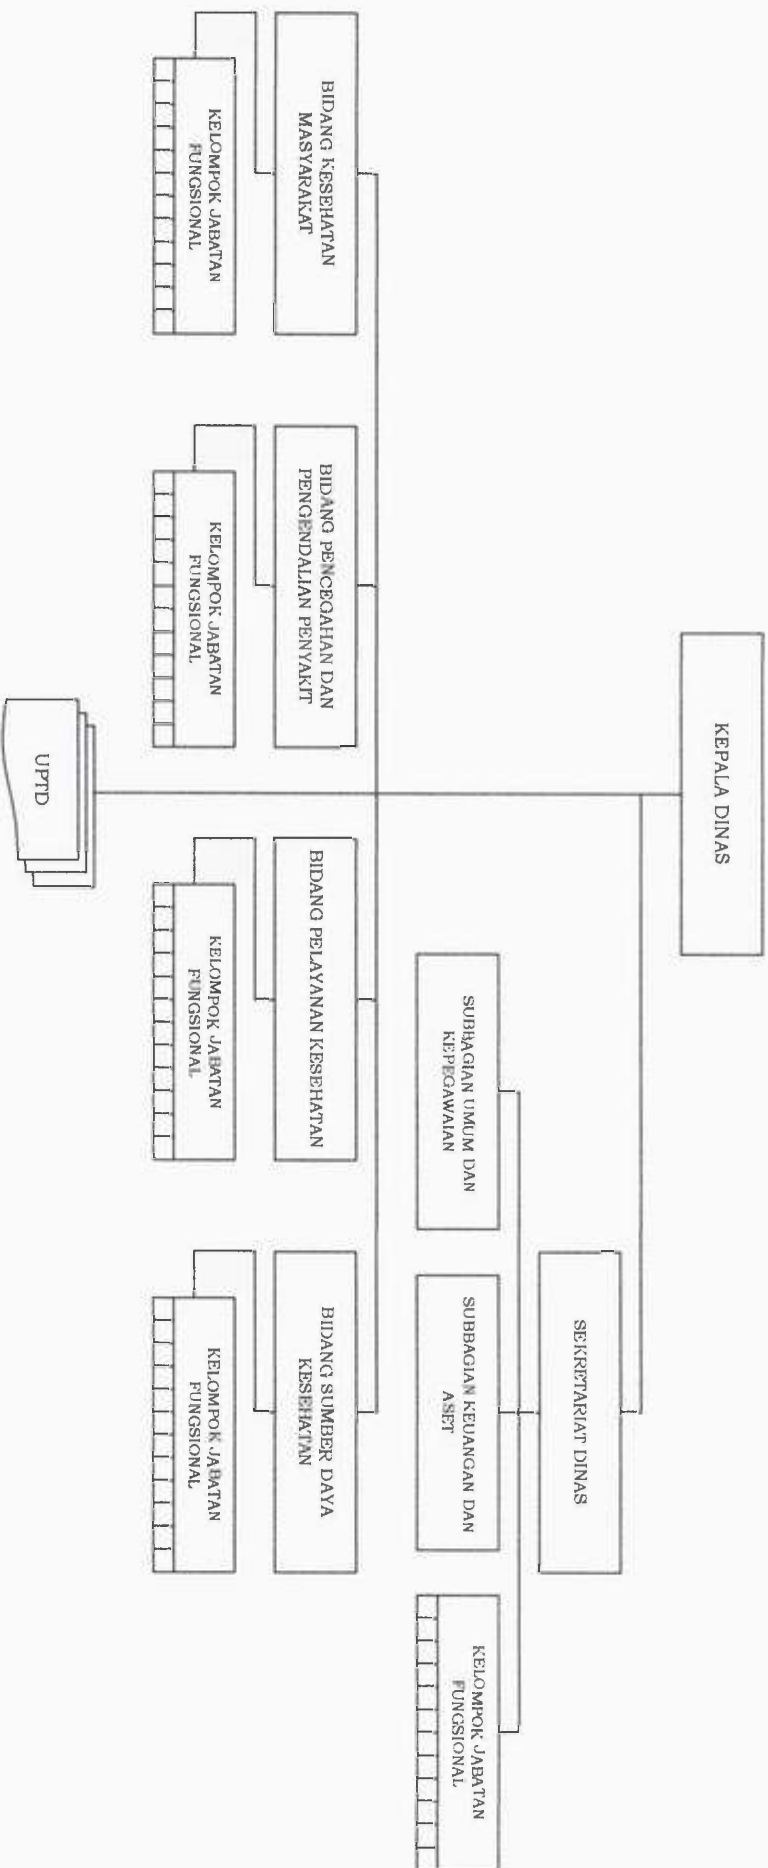 KEPALA DINAS
SEKRETARIAT DINAS
SUBBAGIAN UMUM DAN
KEPEGAWAIAN
SUBBAGIAN KEUANGAN DAN
ASET
KELOMPOK JABATAN
FUNGSIONAL
BIDANG KESEHATAN
MASYARAKAT
BIDANG PENCEGAHAN DAN
PENGENDALIAN PENYAKIT
BIDANG PELAYANAN KESEHATAN
BIDANG SUMBER DAYA
KESEHATAN
KELOMPOK JABATAN
FUNGSIONAL
KELOMPOK JABATAN
FUNGSIONAL
KELOMPOK JABATAN
FUNGSIONAL
KELOMPOK JABATAN
FUNGSIONAL
UPTD